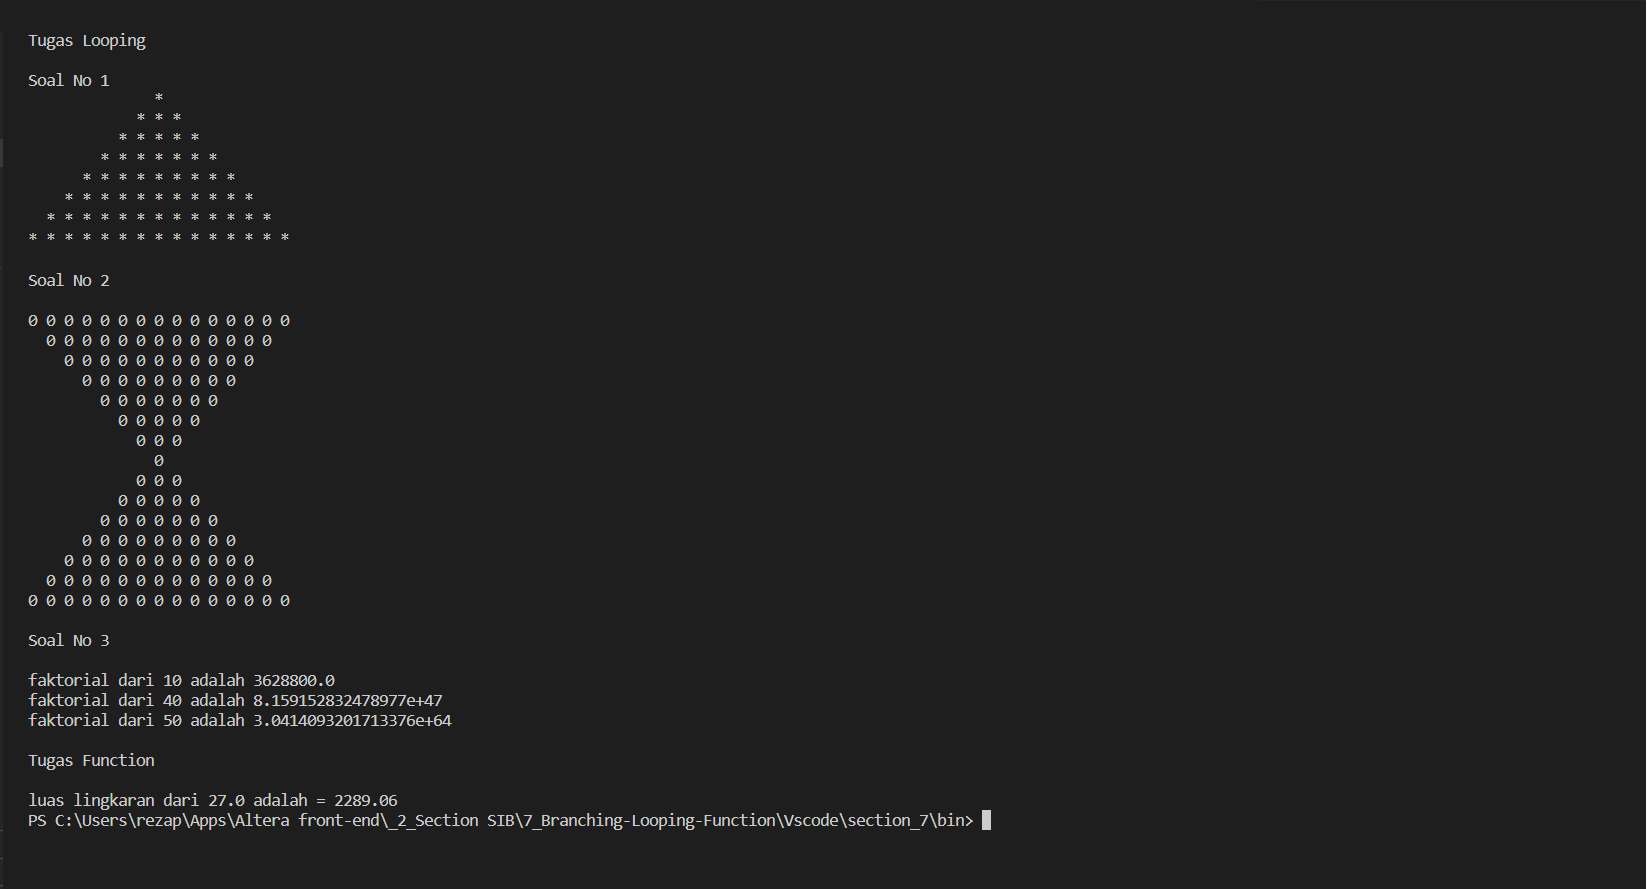 Tugas Looping

Soal No 1
              *
            * * *
          * * * * *
        * * * * * * *
      * * * * * * * * *
    * * * * * * * * * * *
  * * * * * * * * * * * * *
* * * * * * * * * * * * * * *

Soal No 2

0 0 0 0 0 0 0 0 0 0 0 0 0 0 0
  0 0 0 0 0 0 0 0 0 0 0 0 0
    0 0 0 0 0 0 0 0 0 0 0
      0 0 0 0 0 0 0 0 0
        0 0 0 0 0 0 0
          0 0 0 0 0
            0 0 0
              0
            0 0 0
          0 0 0 0 0
        0 0 0 0 0 0 0
      0 0 0 0 0 0 0 0 0
    0 0 0 0 0 0 0 0 0 0 0
  0 0 0 0 0 0 0 0 0 0 0 0 0
0 0 0 0 0 0 0 0 0 0 0 0 0 0 0

Soal No 3

faktorial dari 10 adalah 3628800.0
faktorial dari 40 adalah 8.159152832478977e+47
faktorial dari 50 adalah 3.0414093201713376e+64

Tugas Function

luas lingkaran dari 27.0 adalah = 2289.06
PS C:\Users\rezap\Apps\Altera front-end\_2_Section SIB\7_Branching-Looping-Function\Vscode\section_7\bin>